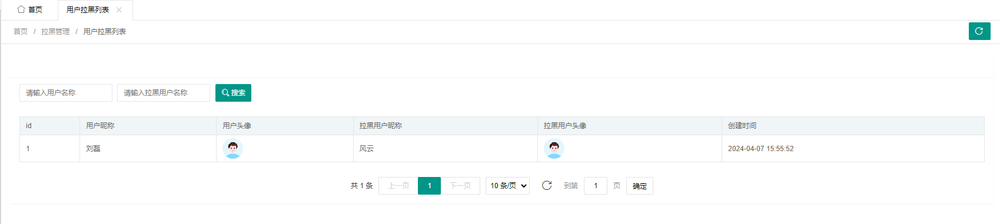 首页 用户拉黑列表
首页 / 拉黑管理 / 用户拉黑列表
请输入用户名称 请输入拉黑用户名称 搜索
id 用户昵称 用户头像 拉黑用户昵称 拉黑用户头像 创建时间
1 刘磊 风云 2024-04-07 15:55:52
共 1 条 上一页 1 下一页 10 条/页 到第 1 页 确定